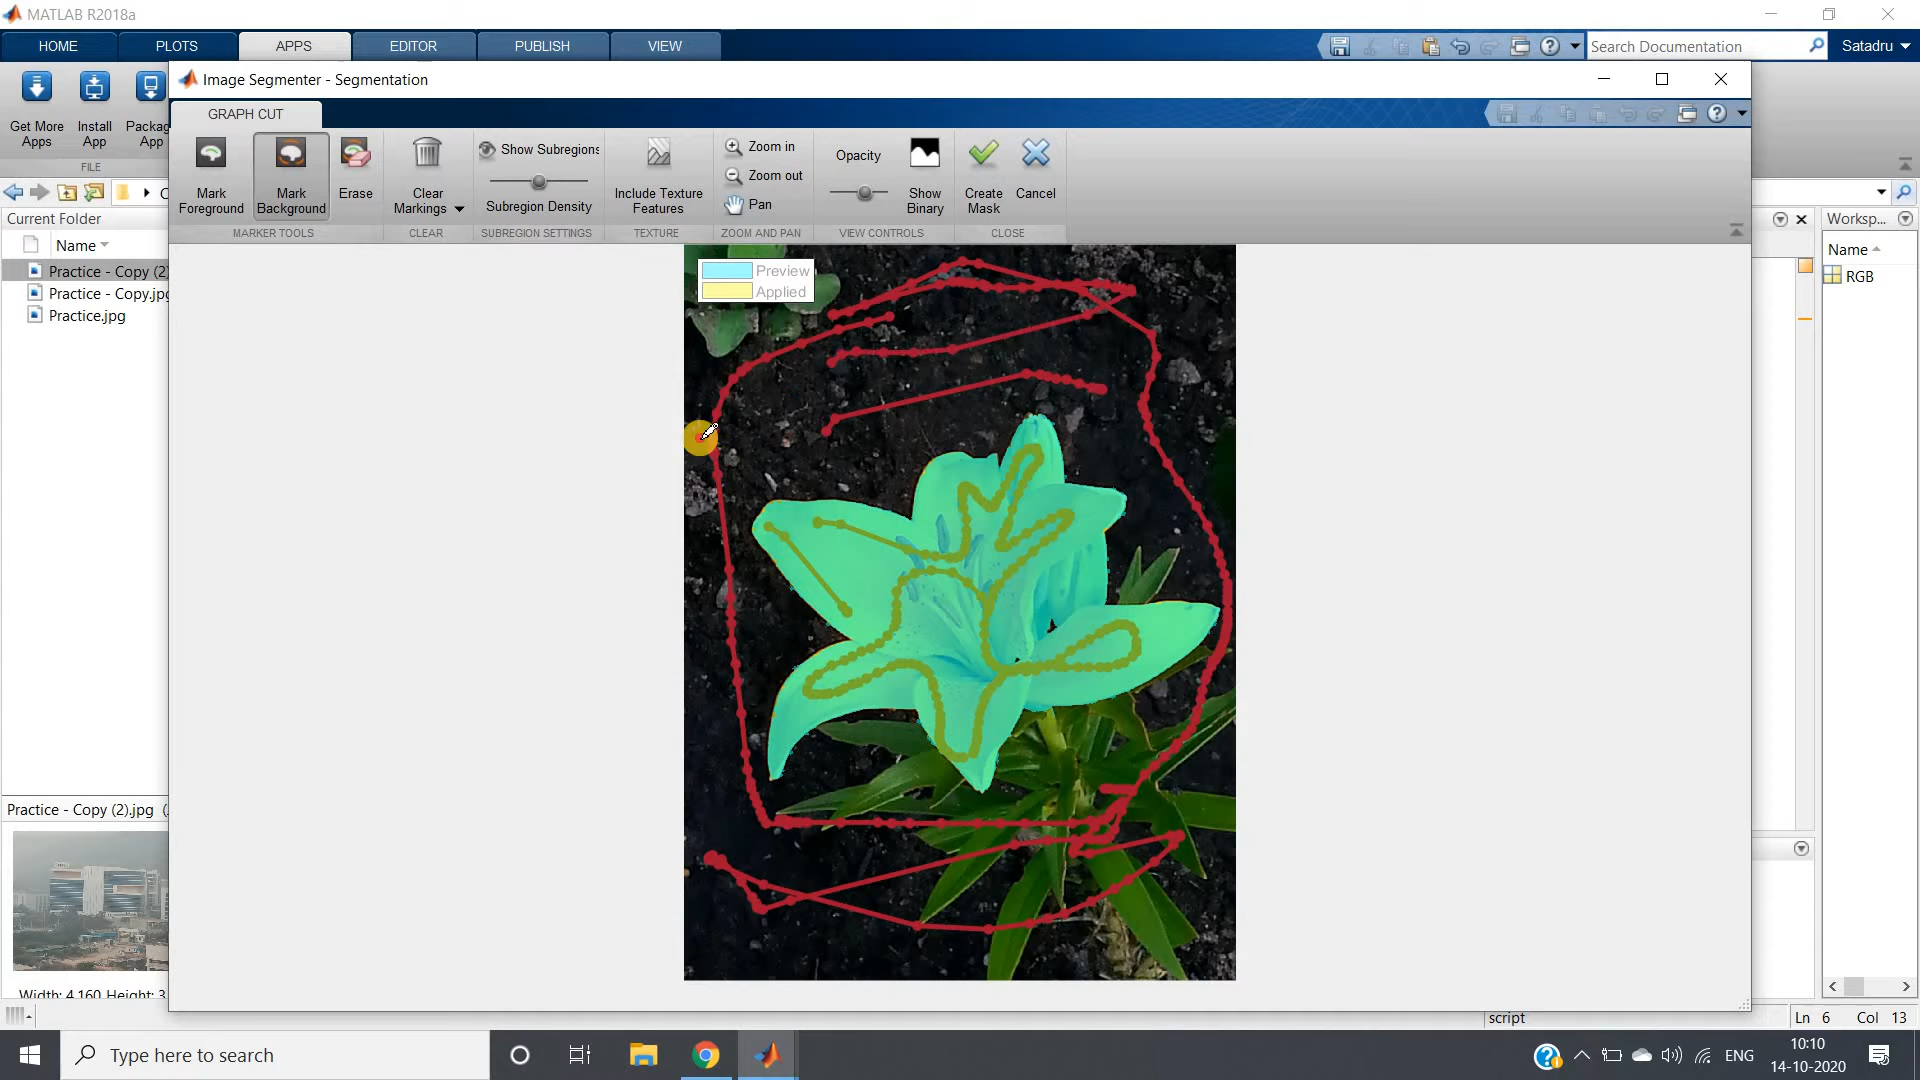 MATLAB R2018a
HOME PLOTS APPS EDITOR PUBLISH VIEW
Search Documentation
Satadru
Get More Apps
Install App
Packag App
FILE
Image Segmenter - Segmentation
GRAPH CUT
Mark Foreground
Mark Background
Erase
MARKER TOOLS
Clear Markings
CLEAR
Show Subregions
Subregion Density
SUBREGION SETTINGS
Include Texture Features
TEXTURE
Zoom in
Zoom out
Pan
ZOOM AND PAN
Opacity
Show Binary
VIEW CONTROLS
Create Mask
Cancel
CLOSE
Current Folder
Name
Practice - Copy (2)
Practice - Copy.jpg
Practice.jpg
Preview
Applied
Worksp...
Name
RGB
Practice - Copy (2).jpg (
Width: 4,160 Height: 3
script
Ln 6 Col 13
Type here to search
ENG
10:10
14-10-2020